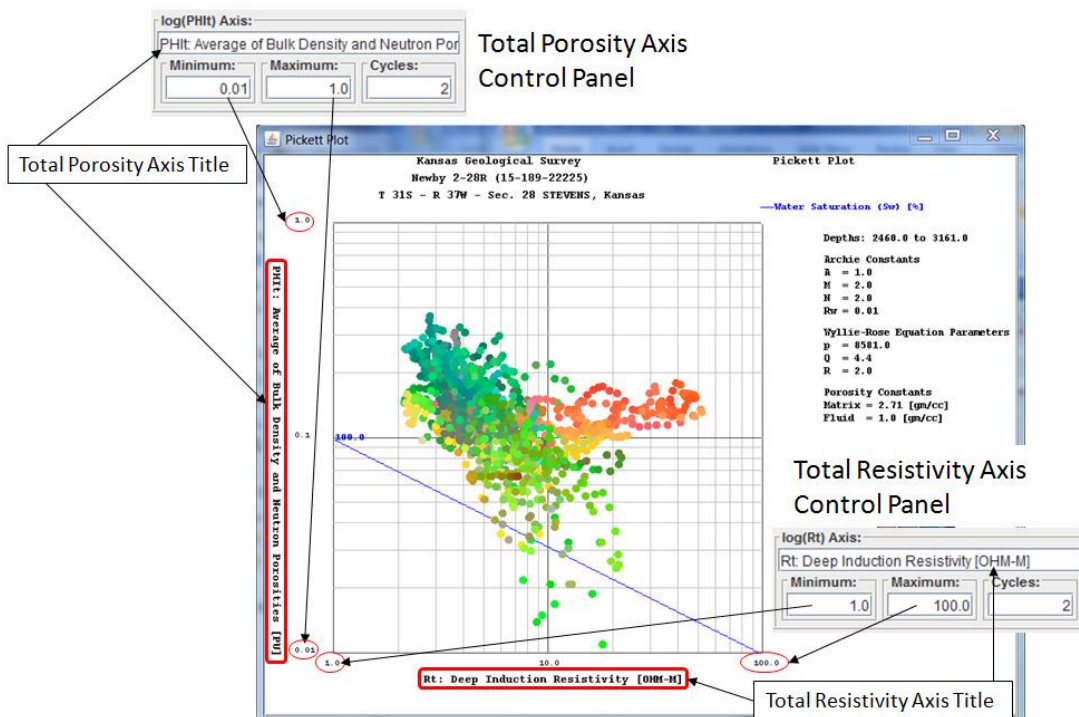 log(PHIt) Axis:
PHIt: Average of Bulk Density and Neutron Por
Minimum: Maximum: Cycles:
0.01 1.0 2
Total Porosity Axis
Control Panel
Total Porosity Axis Title
Pickett Plot
Kansas Geological Survey
Newby 2-28R (15-189-22225)
T 31S - R 37W - Sec. 28 STEVENS, Kansas
Pickett Plot
Water Saturation (Sw) [%]
Depths: 2460.0 to 3161.0
Archie Constants
A = 1.0
M = 2.0
N = 2.0
Rw = 0.01
Wyllie-Rose Equation Parameters
p = 8581.0
Q = 4.4
R = 2.0
Porosity Constants
Matrix = 2.71 [gm/cc]
Fluid = 1.0 [gm/cc]
1.0
PHIt: Average of Bulk Density and Neutron Porosities [PU]
0.1
100.0
0.01
1.0 10.0 100.0
Rt: Deep Induction Resistivity [OHM-M]
Total Resistivity Axis
Control Panel
log(Rt) Axis:
Rt: Deep Induction Resistivity [OHM-M]
Minimum: Maximum: Cycles:
1.0 100.0 2
Total Resistivity Axis Title